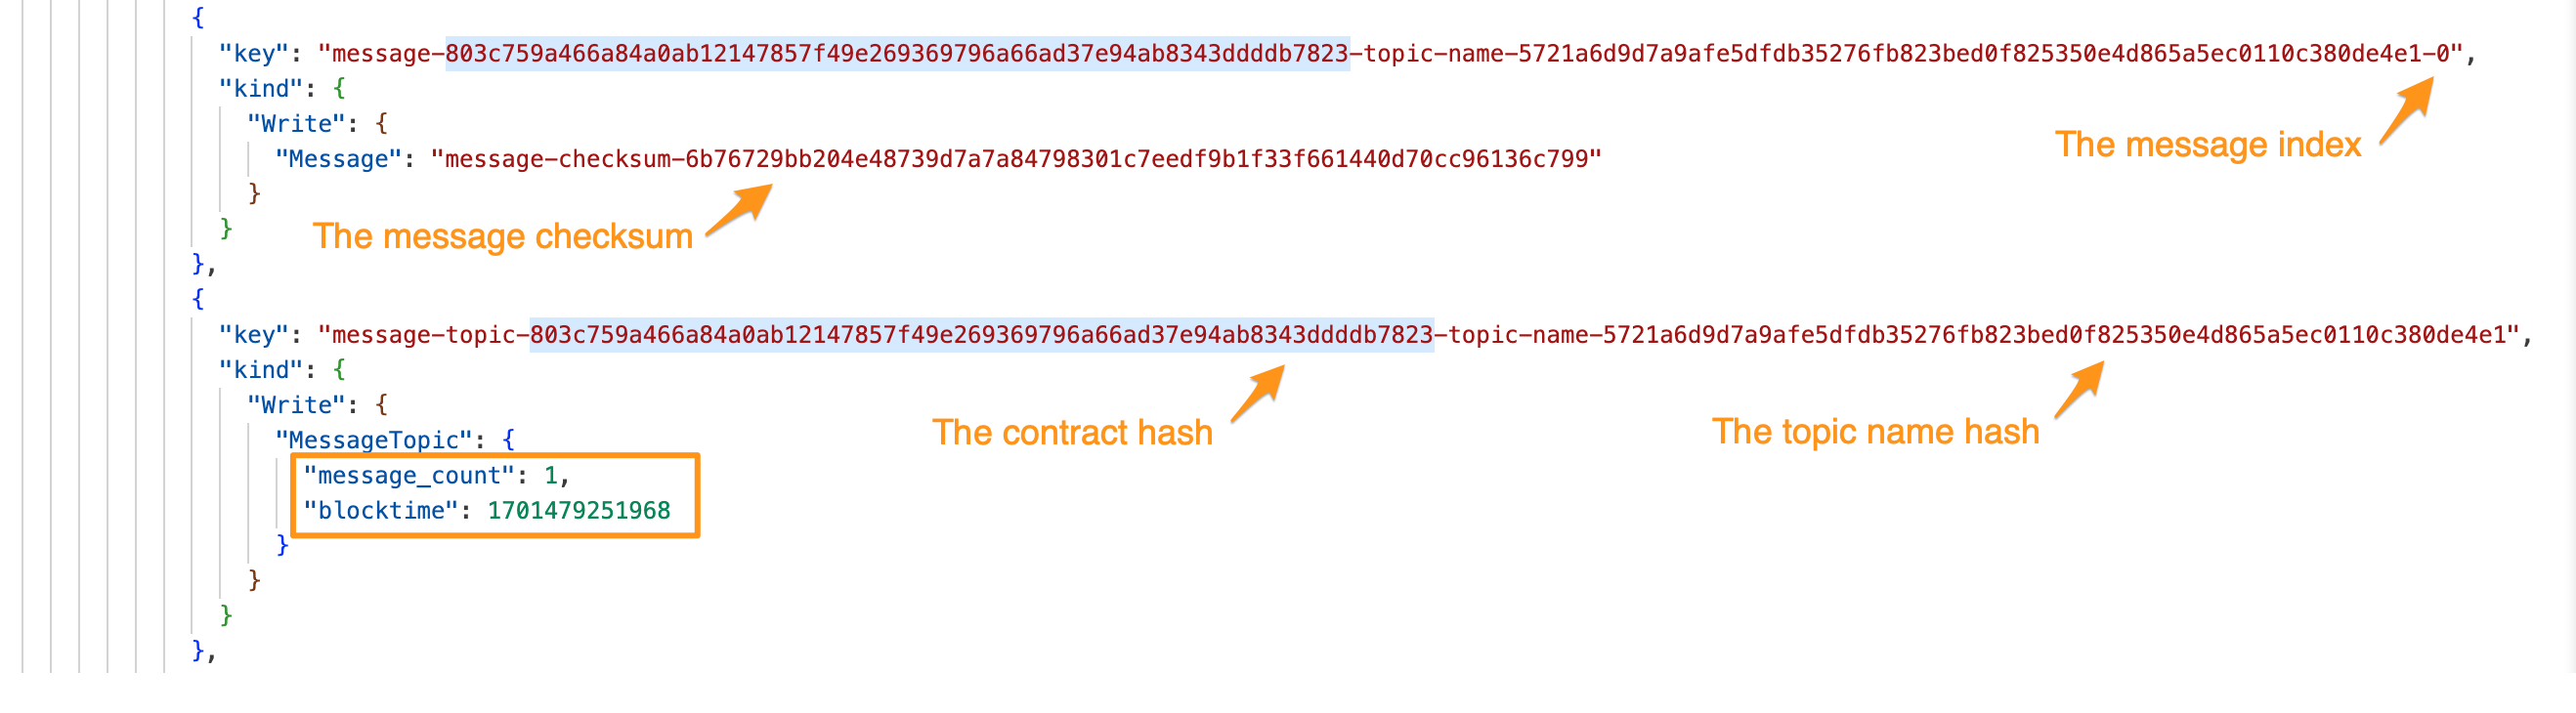 {
"key": "message-803c759a466a84a0ab12147857f49e269369796a66ad37e94ab8343ddddb7823-topic-name-5721a6d9d7a9afe5dfdb35276fb823bed0f825350e4d865a5ec0110c380de4e1-0",
"kind": {
"Write": {
The message index
"Message": "message-checksum-6b76729bb204e48739d7a7a84798301c7eedf9b1f33f661440d70cc96136c799"
}
}
The message checksum
},
{
"key": "message-topic-803c759a466a84a0ab12147857f49e269369796a66ad37e94ab8343ddddb7823-topic-name-5721a6d9d7a9afe5dfdb35276fb823bed0f825350e4d865a5ec0110c380de4e1",
"kind": {
"Write": {
The contract hash
The topic name hash
"MessageTopic": {
"message_count": 1,
"blocktime": 1701479251968
}
}
}
},